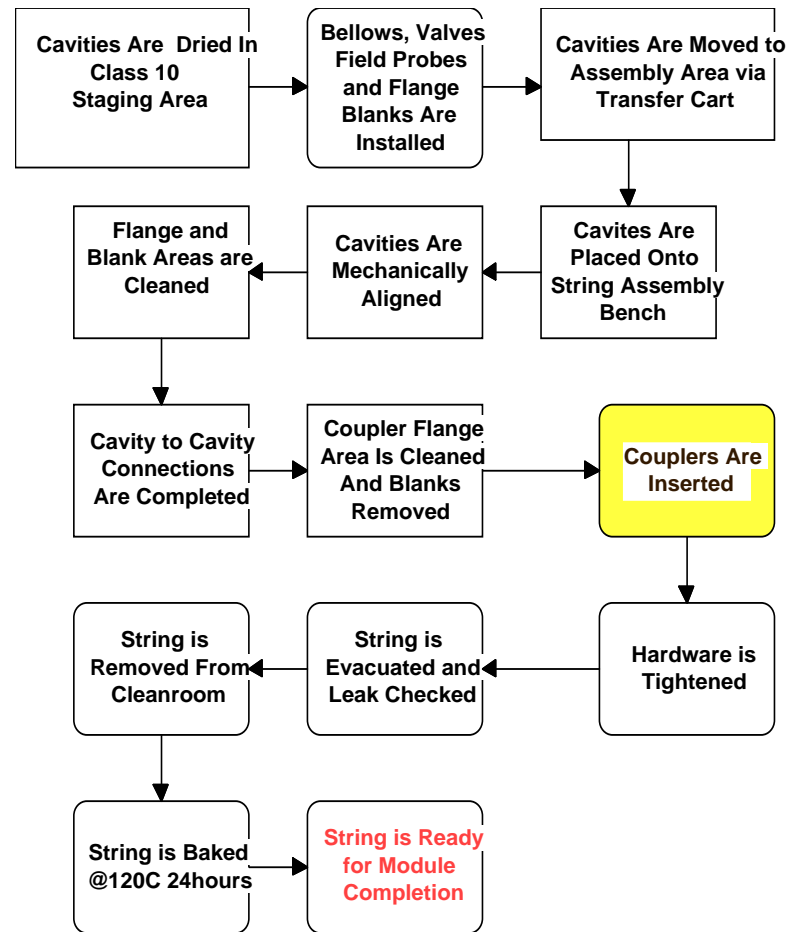 Cavities Are  Dried In
Class 10
Staging Area
Bellows, Valves
Field Probes
and Flange
Blanks Are
Installed
Cavities Are Moved to
Assembly Area via
Transfer Cart
Cavites Are
Placed Onto
String Assembly
Bench
Cavities Are
Mechanically
Aligned
Flange and
Blank Areas are
Cleaned
Cavity to Cavity
Connections
Are Completed
Coupler Flange
Area Is Cleaned
And Blanks
Removed
Couplers Are
Inserted
Hardware is
Tightened
String is
Evacuated and
Leak Checked
String is
Removed From
Cleanroom
String is Baked
@120C 24hours
String is Ready
for Module
Completion